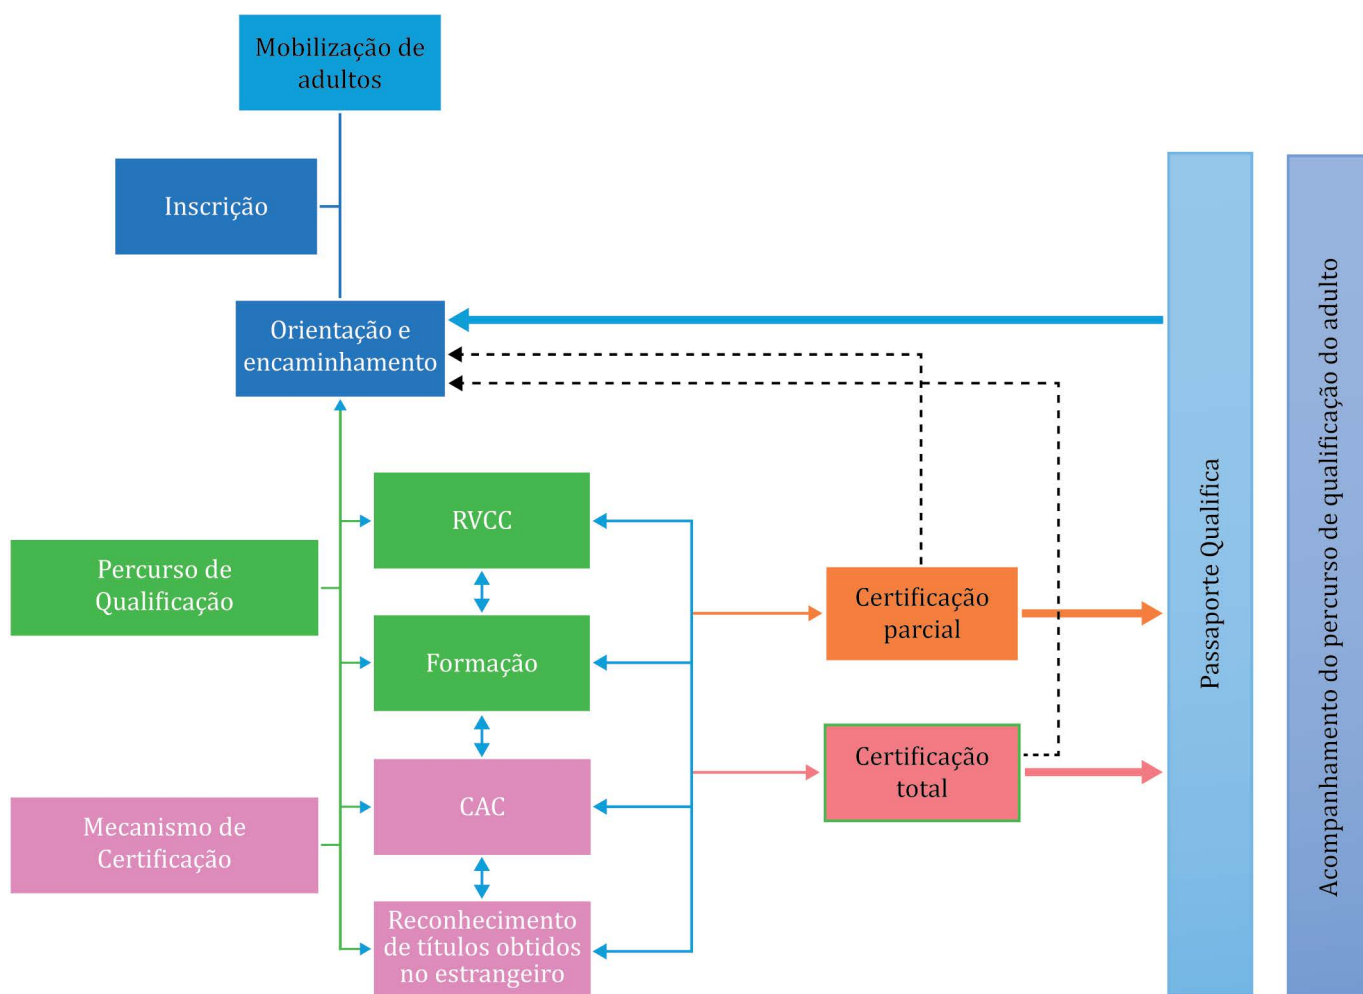 Mobilização de
adultos
Inscrição
Orientação e
encaminhamento
RVCC
Percurso de
Qualificação
Formação
CAC
Mecanismo de
Certificação
Reconhecimento
de títulos obtidos
no estrangeiro
Certificação
parcial
Certificação
total
Passaporte Qualifica
Acompanhamento do percurso de qualificação do adulto